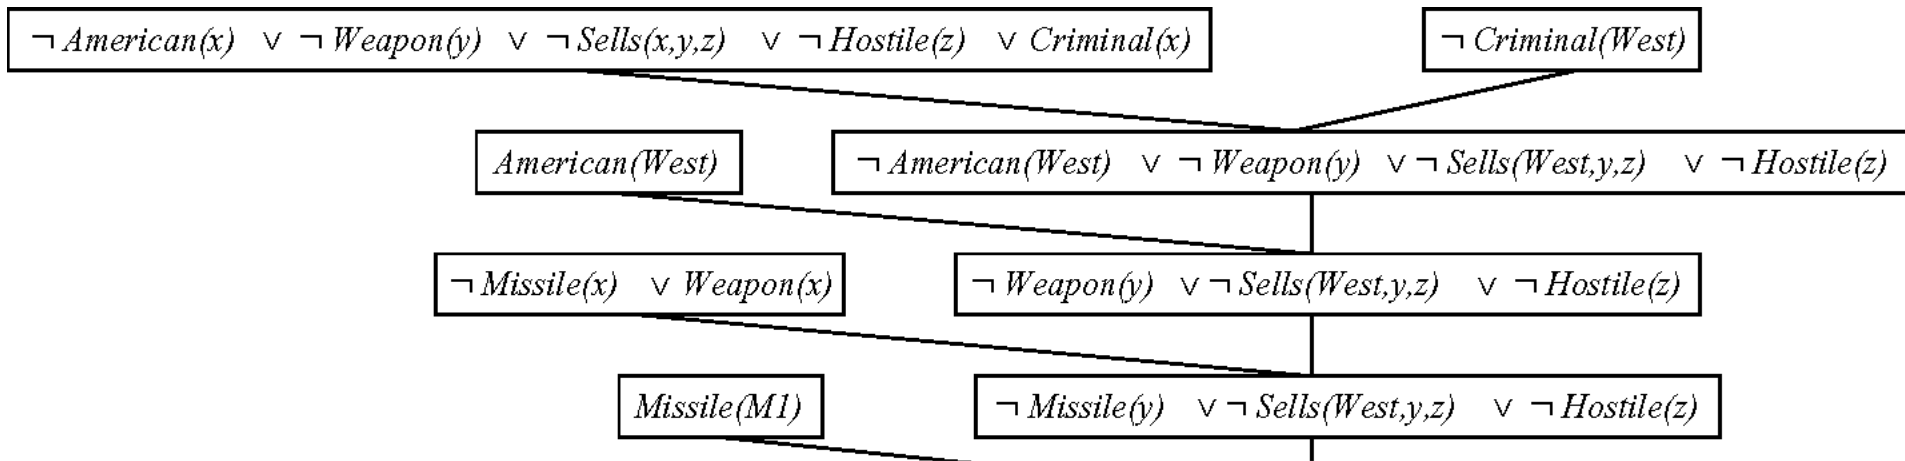 ¬ American(x) ∨ ¬ Weapon(y) ∨ ¬ Sells(x,y,z) ∨ ¬ Hostile(z) ∨ Criminal(x) ¬ Criminal(West)
American(West) ¬ American(West) ∨ ¬ Weapon(y) ∨ ¬ Sells(West,y,z) ∨ ¬ Hostile(z)
¬ Missile(x) ∨ Weapon(x) ¬ Weapon(y) ∨ ¬ Sells(West,y,z) ∨ ¬ Hostile(z)
Missile(M1) ¬ Missile(y) ∨ ¬ Sells(West,y,z) ∨ ¬ Hostile(z)